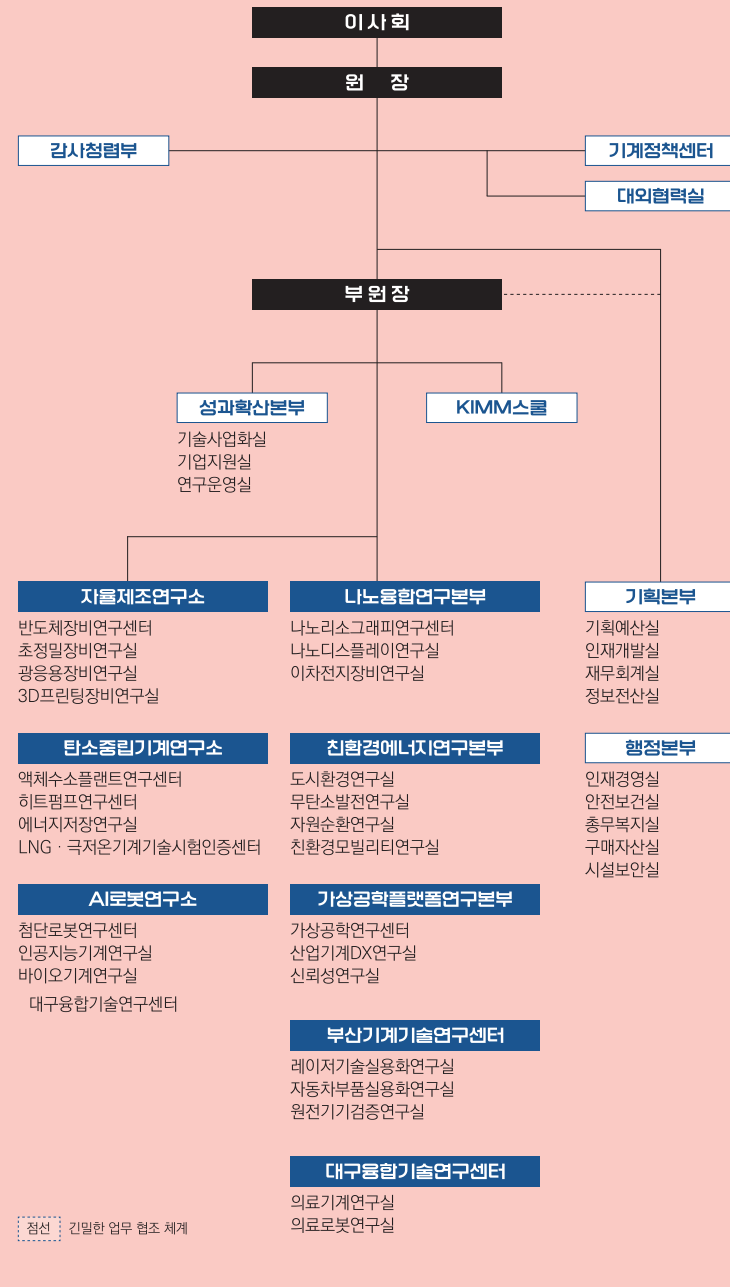 이사회
원 장
감사청렴부
기계정책센터
대외협력실
부원장
성과확산본부
기술사업화실
기업지원실
연구운영실
KIMM스쿨
자율제조연구소
반도체장비연구센터
초정밀장비연구실
광응용장비연구실
3D프린팅장비연구실
나노융합연구본부
나노리소그래피연구센터
나노디스플레이연구실
이차전지장비연구실
기획본부
기획예산실
인재개발실
재무회계실
정보전산실
탄소중립기계연구소
액체수소플랜트연구센터
히트펌프연구센터
에너지저장연구실
LNG · 극저온기계기술시험인증센터
친환경에너지연구본부
도시환경연구실
무탄소발전연구실
자원순환연구실
친환경모빌리티연구실
행정본부
인재경영실
안전보건실
총무복지실
구매자산실
시설보안실
AI로봇연구소
첨단로봇연구센터
인공지능기계연구실
바이오기계연구실
대구융합기술연구센터
가상공학플랫폼연구본부
가상공학연구센터
산업기계DX연구실
신뢰성연구실
부산기계기술연구센터
레이저기술실용화연구실
자동차부품실용화연구실
원전기기검증연구실
대구융합기술연구센터
의료기계연구실
의료로봇연구실
점선 긴밀한 업무 협조 체계